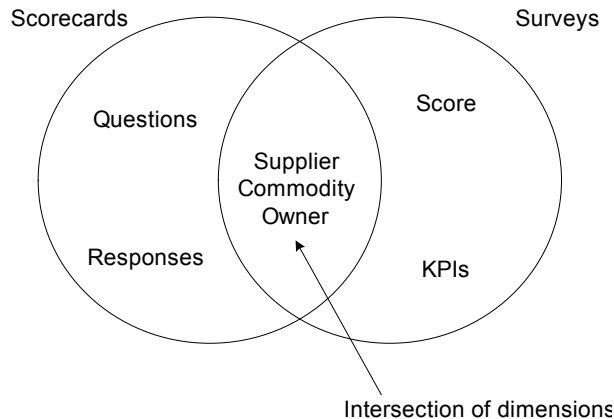 Scorecards
Surveys
Questions
Score
Supplier
Commodity
Owner
Responses
KPIs
Intersection of dimensions